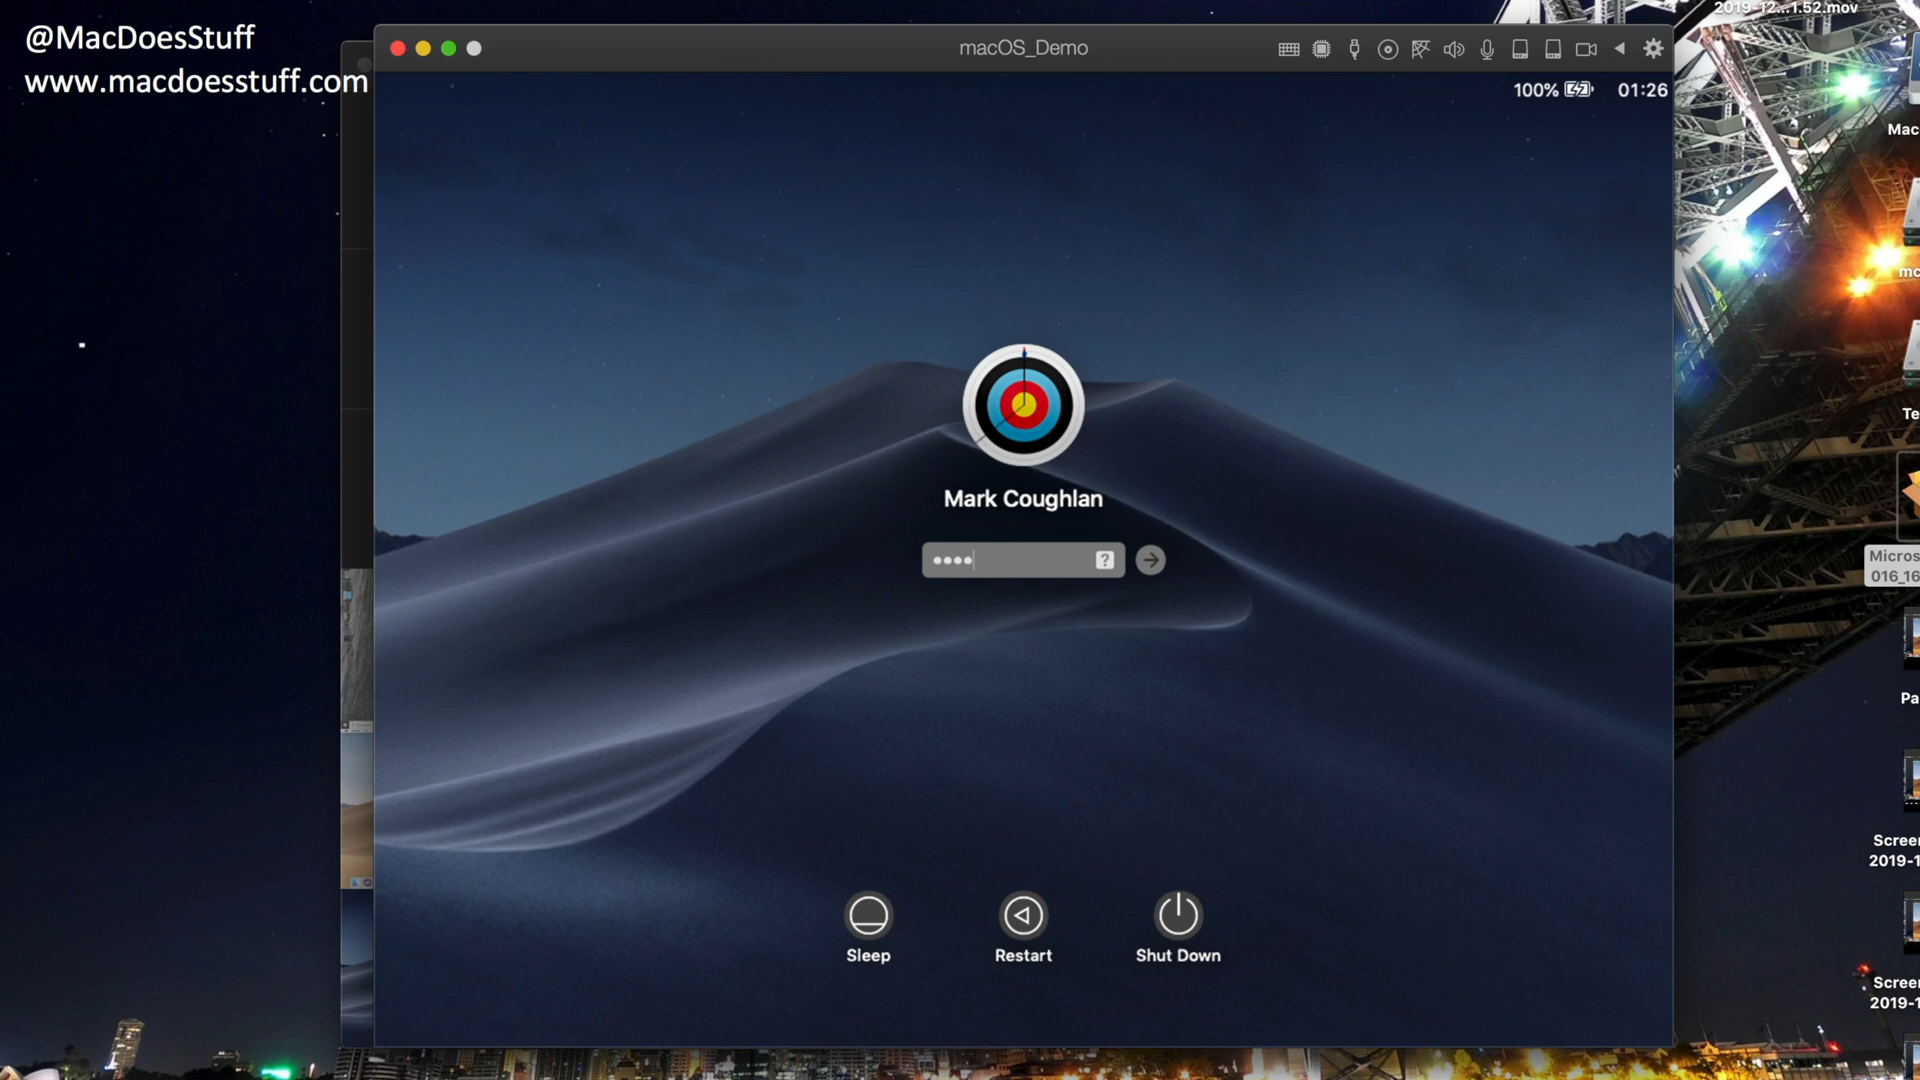 @MacDoesStuff
www.macdoesstuff.com
2019-12...1.52.mov
macOS_Demo
100%
01:26
Mac
mc
Te
Micros
016_16
Pa
Screen
2019-1
Screen
2019-1
Mark Coughlan
?
Sleep
Restart
Shut Down